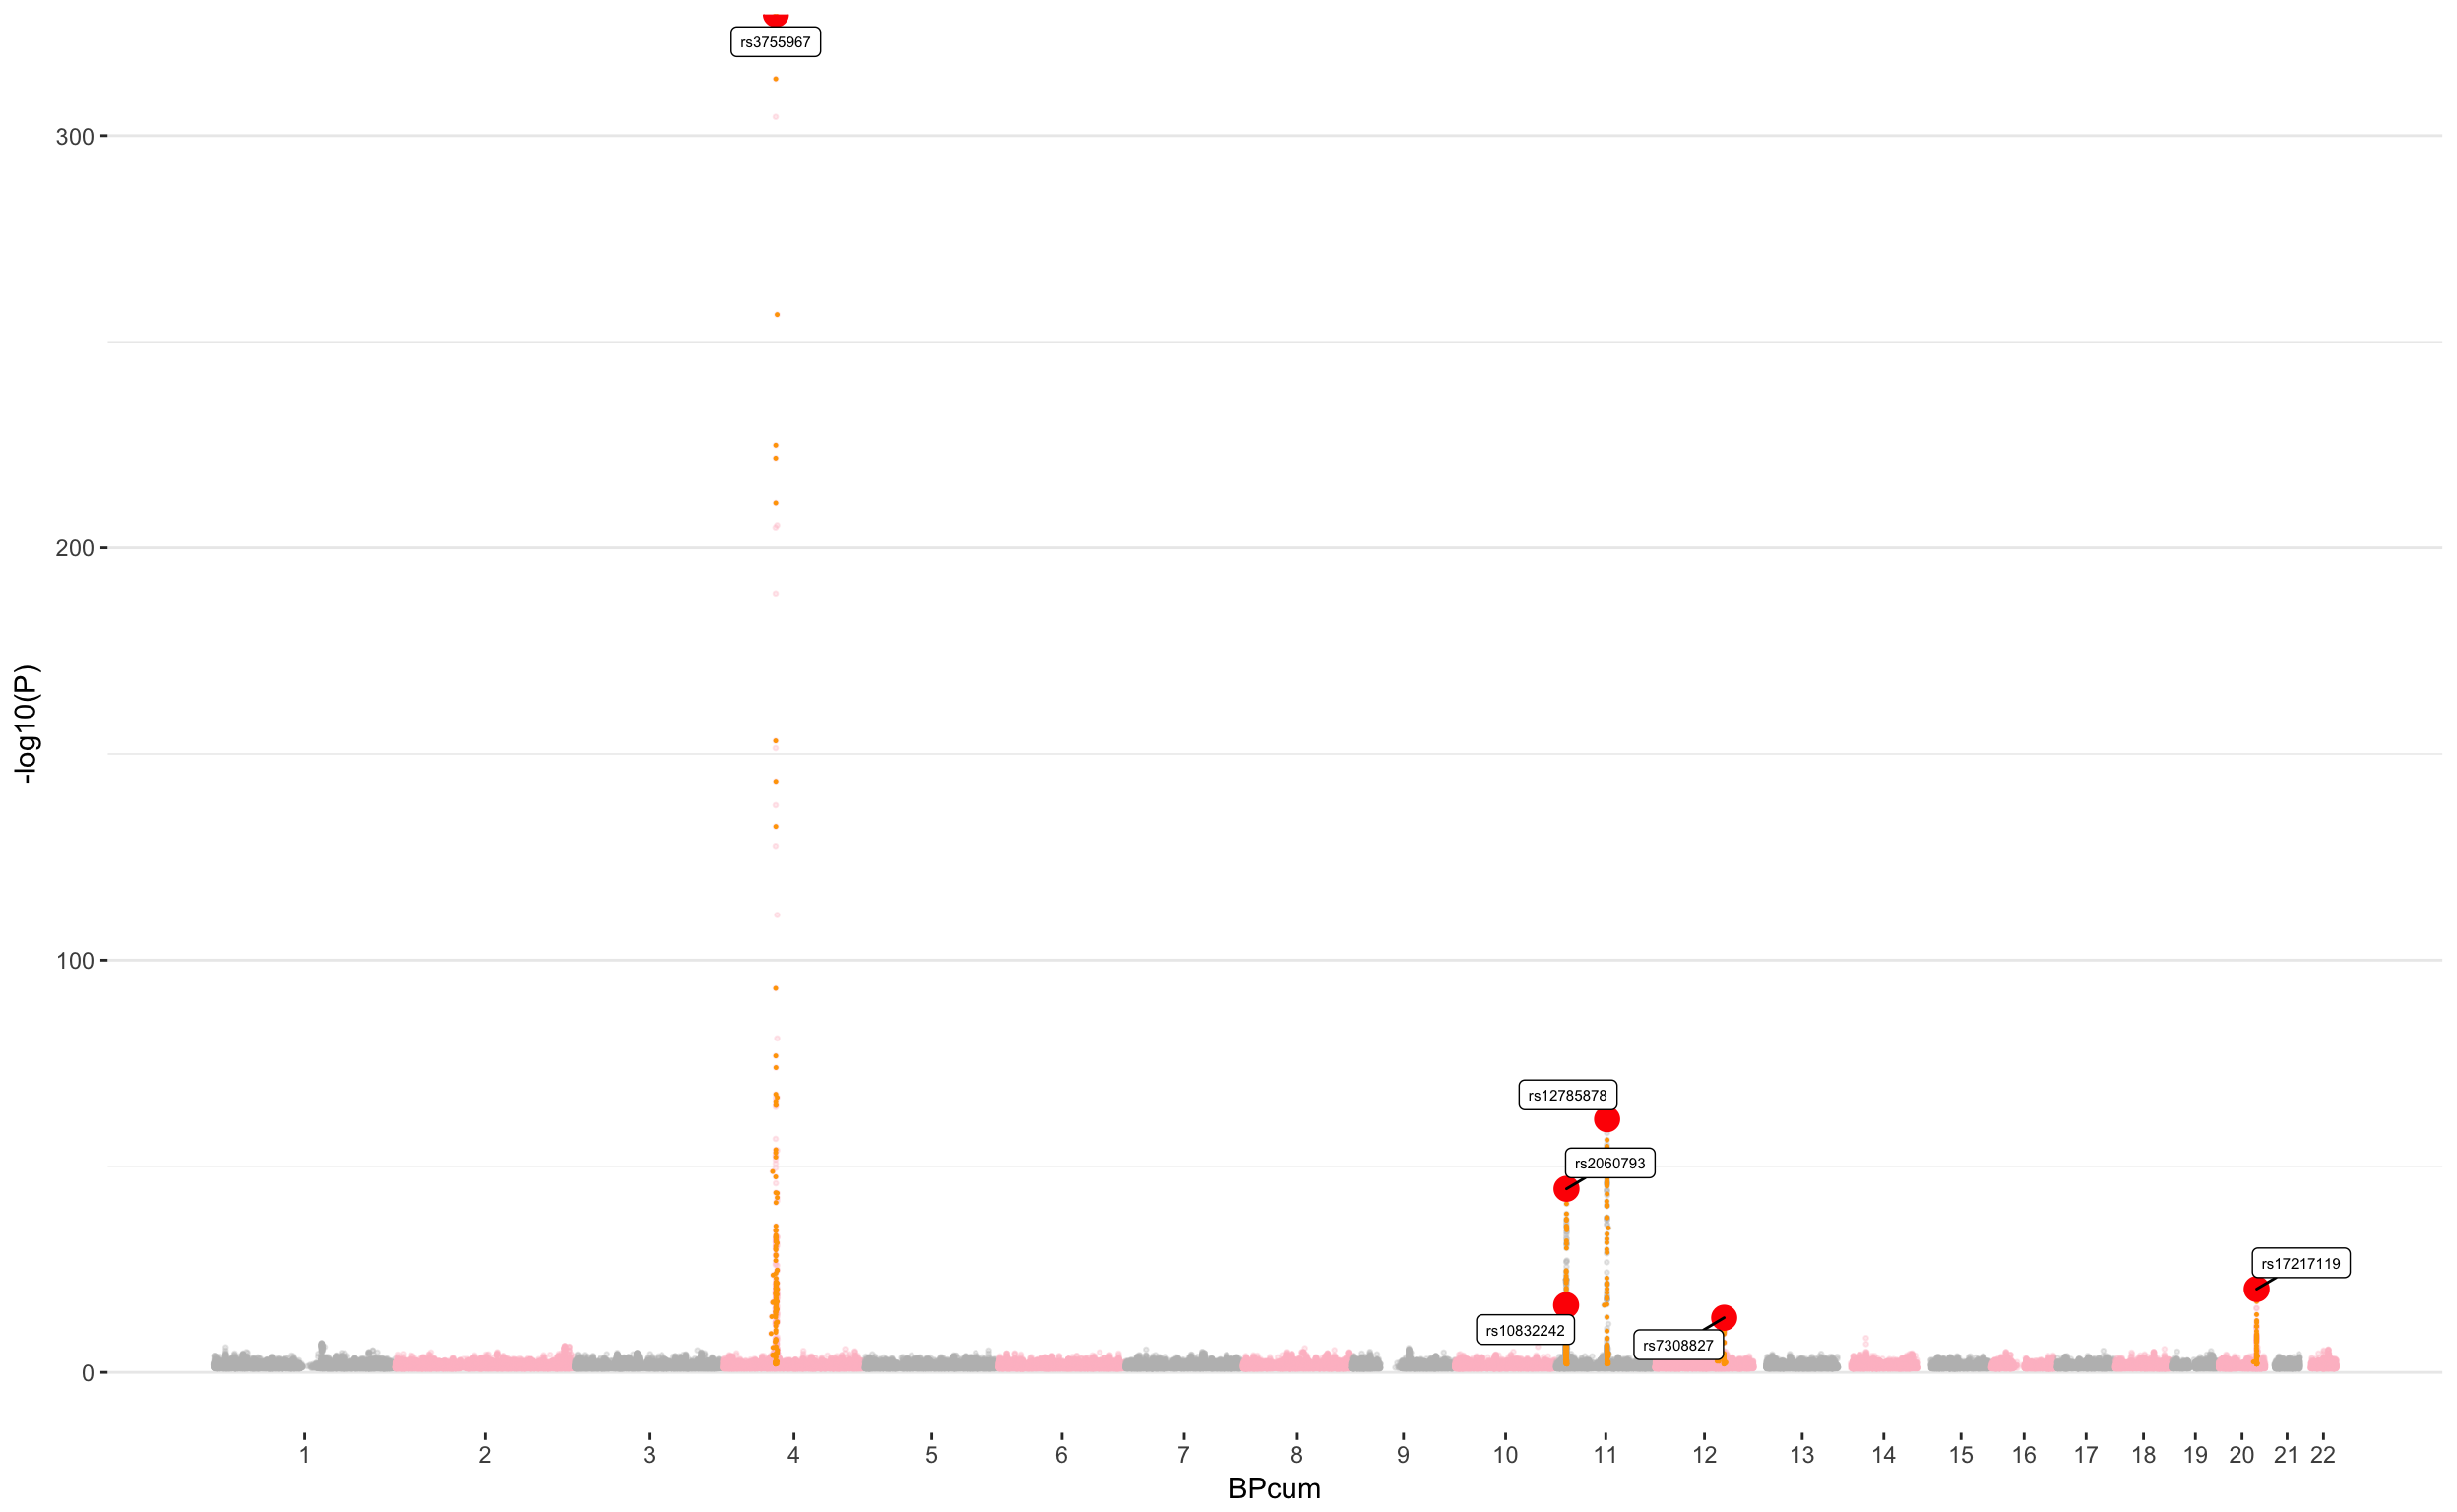 rs3755967
300
200
-log10(P)
100
rs12785878
rs2060793
rs17217119
rs10832242
rs7308827
0
1 2 3 4 5 6 7 8 9 10 11 12 13 14 15 16 17 18 19 20 21 22
BPcum